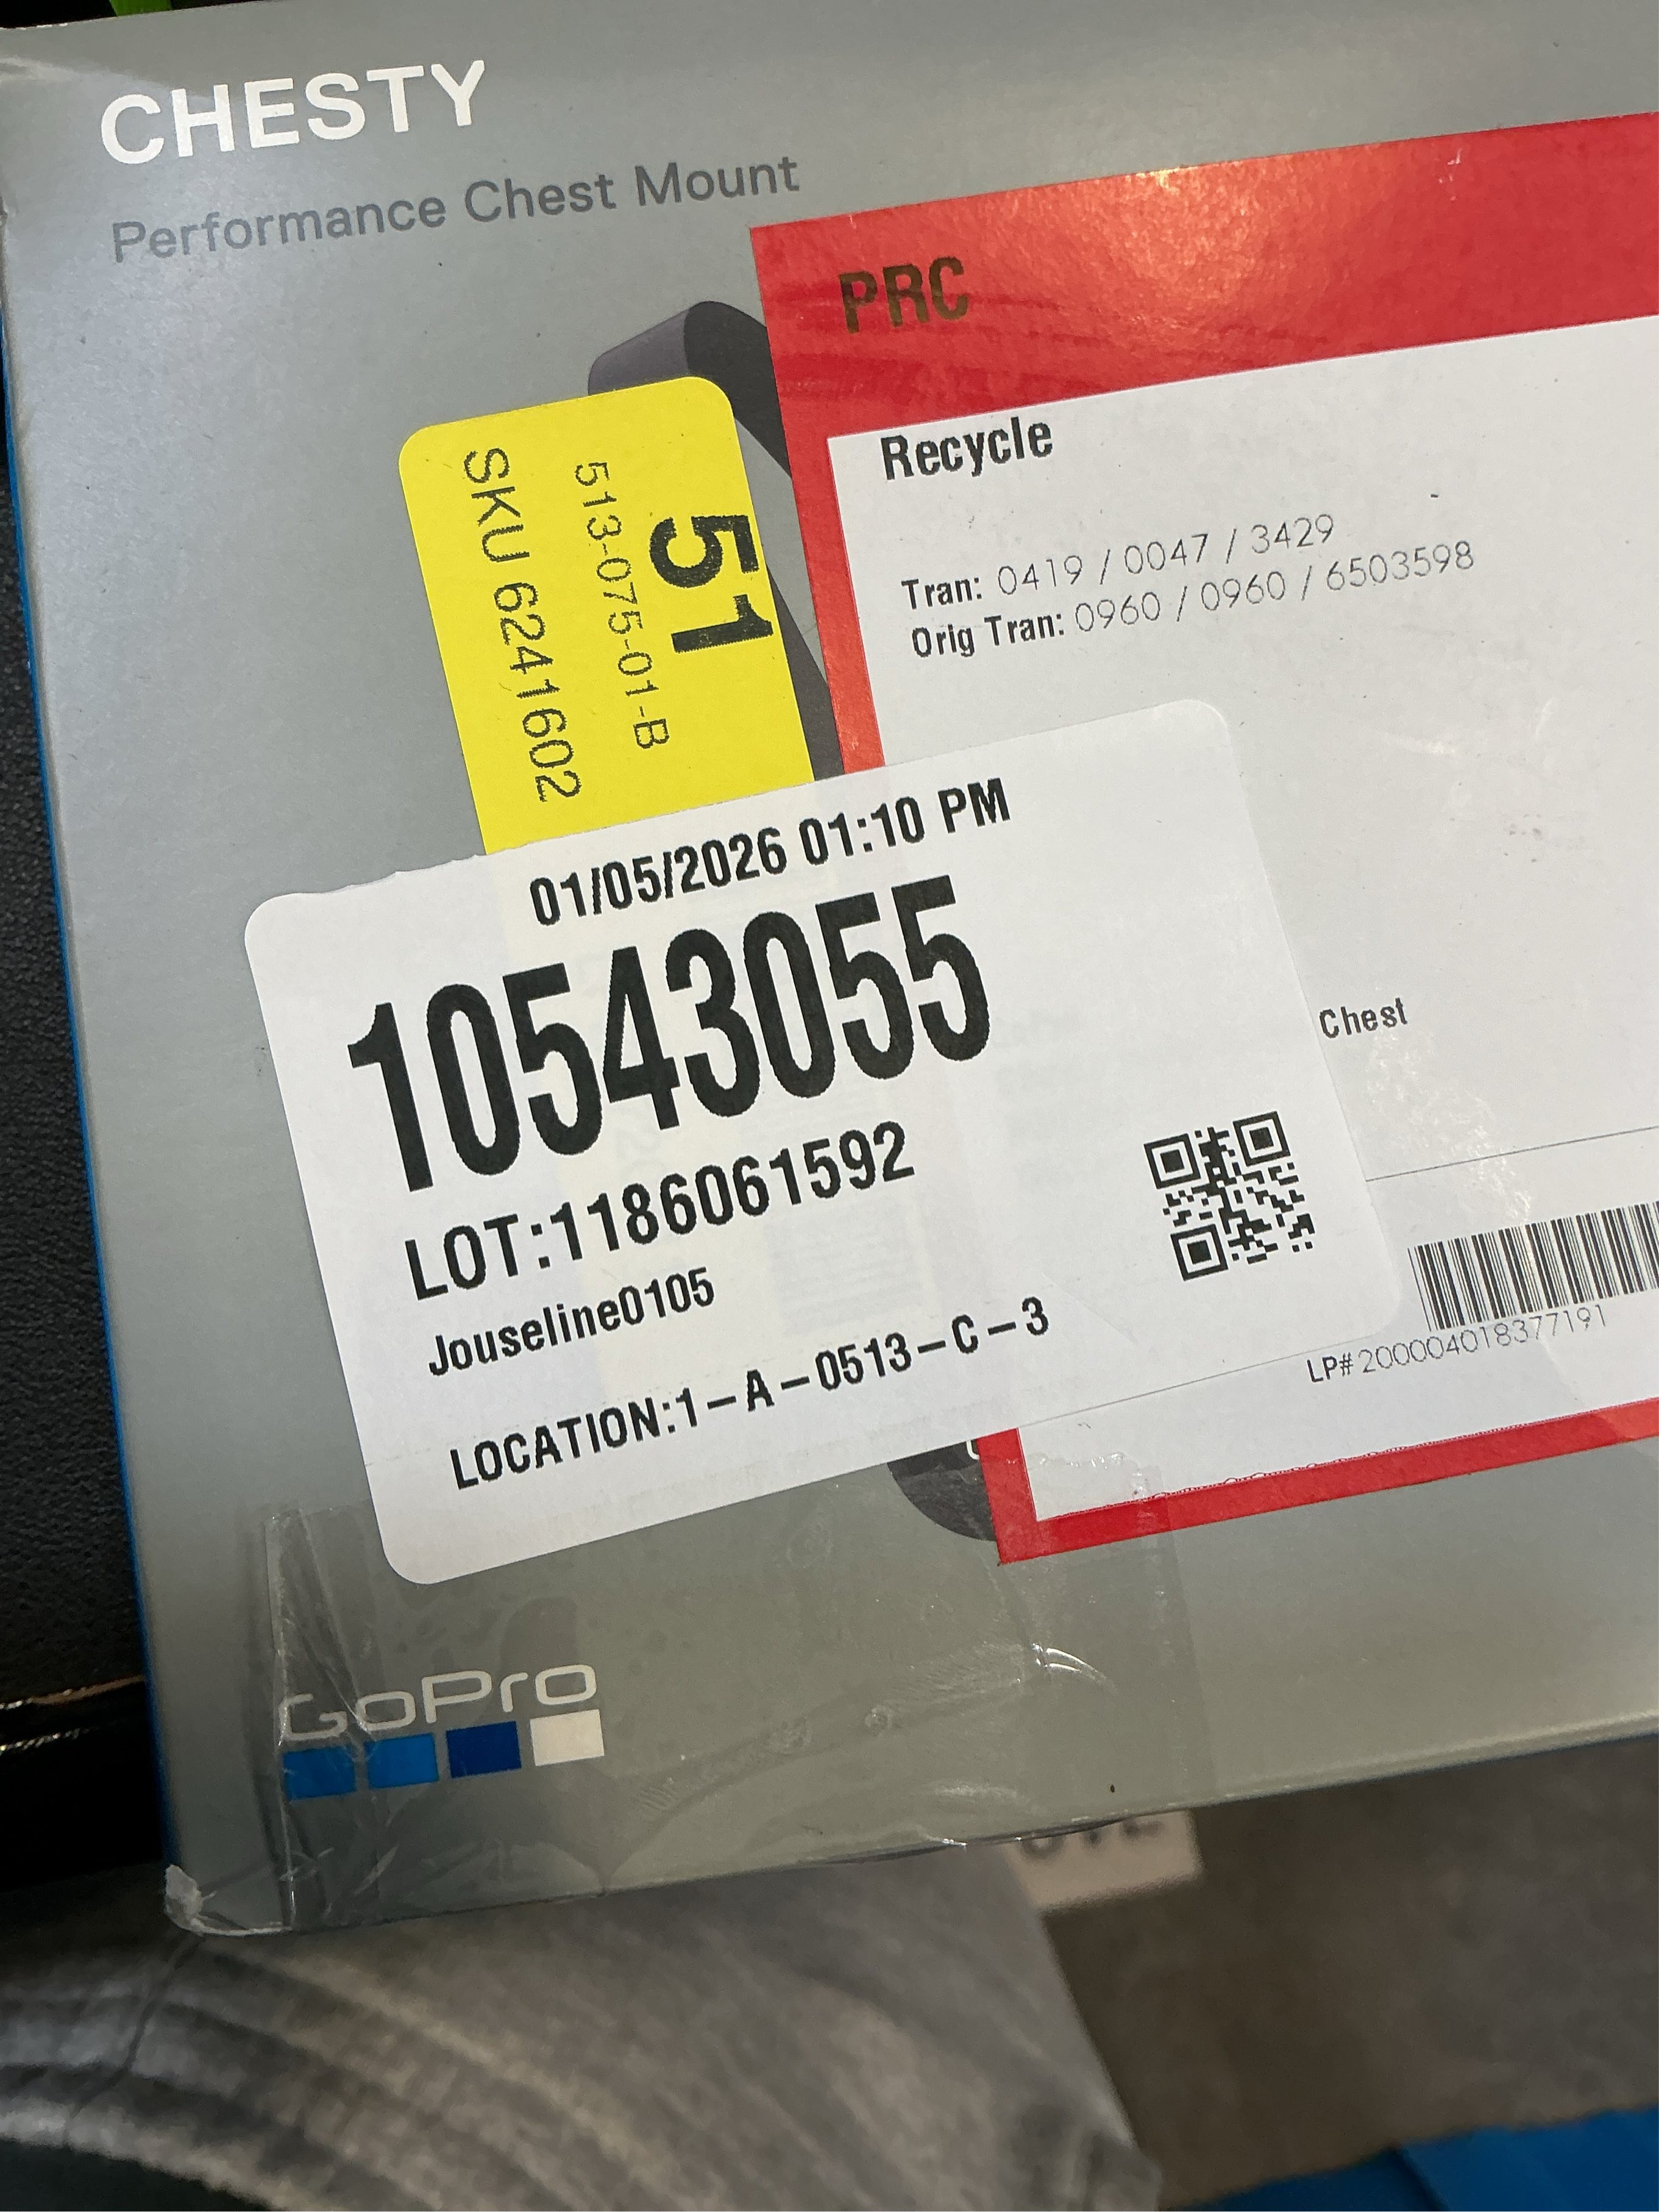 CHESTY
Performance Chest Mount
PRC
Recycle
Tran: 0419 / 0047 / 3429
Orig Tran: 0960 / 0960 / 6503598
51
513-075-01-B
SKU 6241602
01/05/2026 01:10 PM
10543055
LOT:1186061592
Jouseline0105
LOCATION:1-A-0513-C-3
Chest
LP# 200004018377191
GoPro